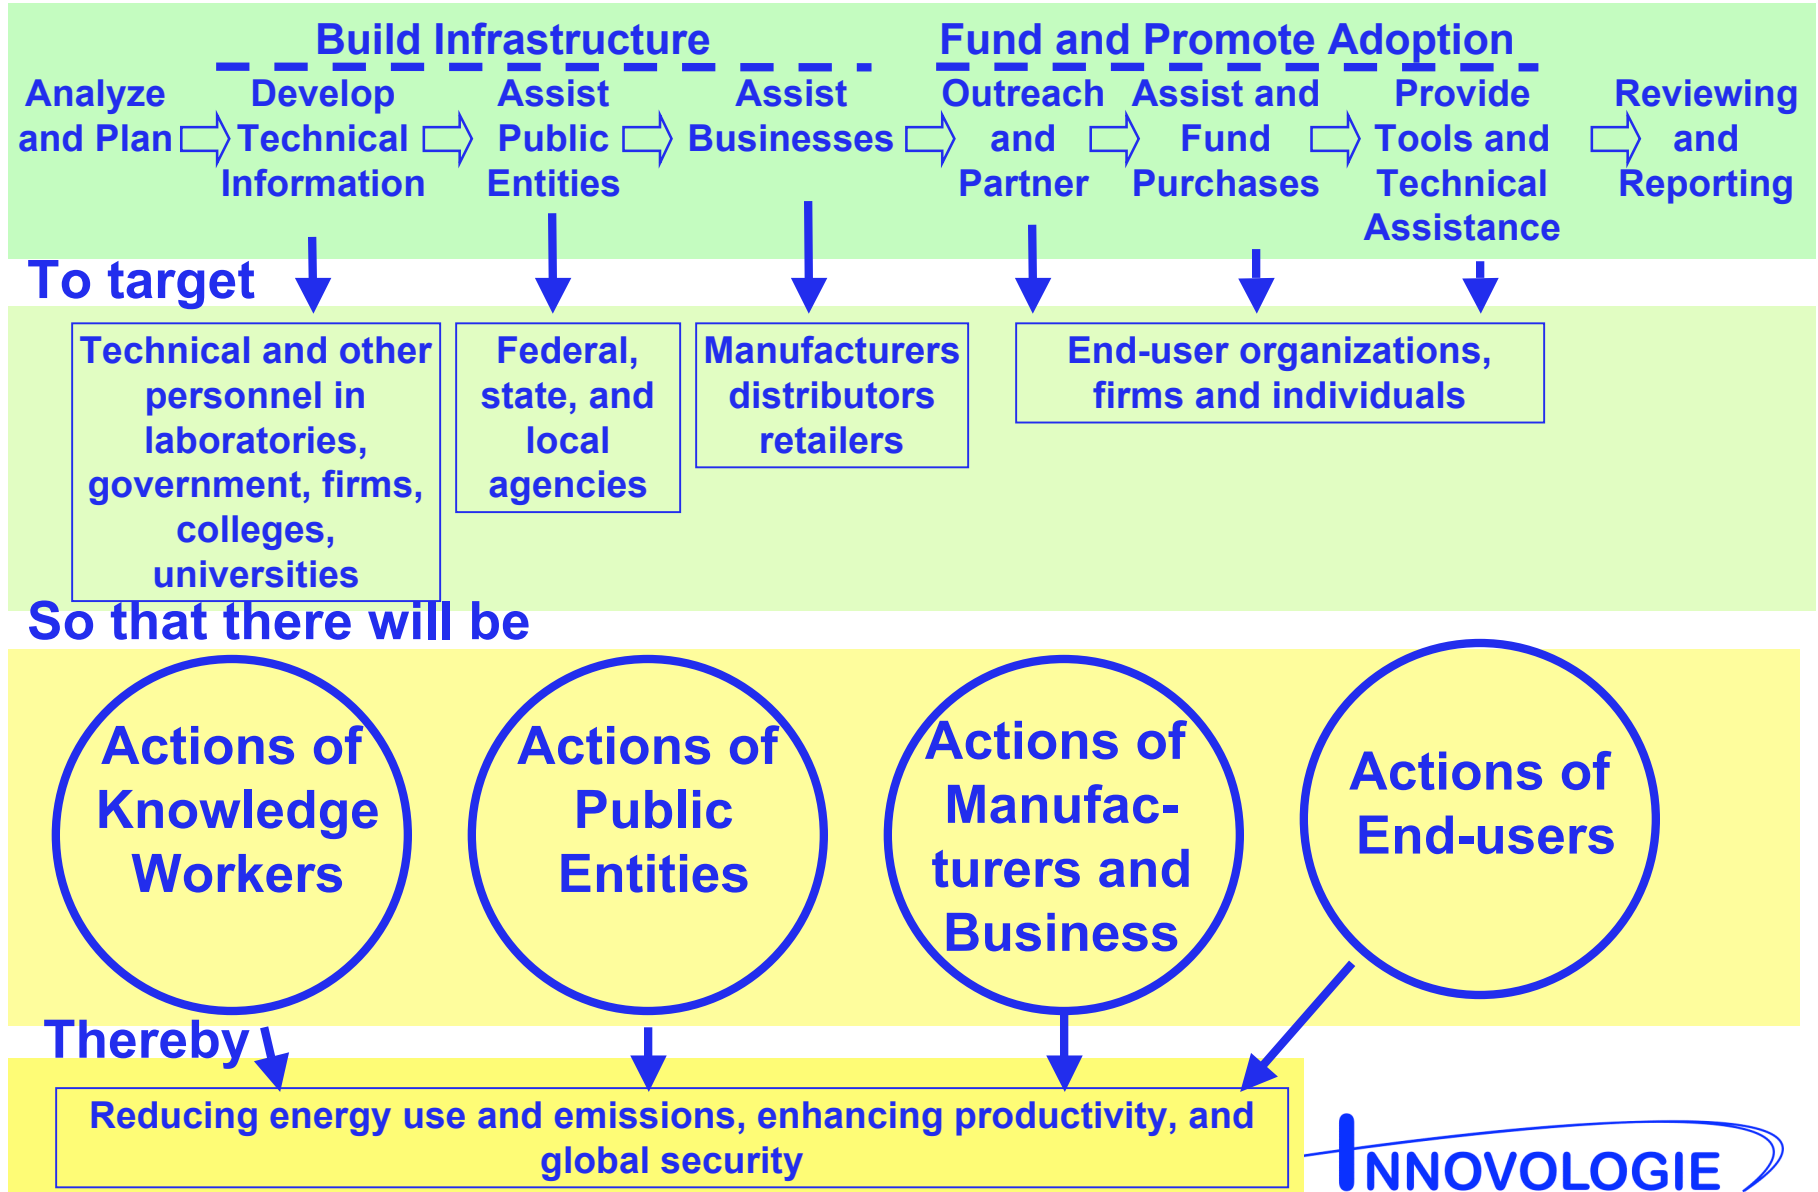 Build Infrastructure
Fund and Promote Adoption
Analyze
and Plan
Develop
Technical
Information
Assist
Public
Entities
Assist
Businesses
Outreach
and
Partner
Assist and
Fund
Purchases
Provide
Tools and
Technical
Assistance
Reviewing
and
Reporting
To target
Technical and other
personnel in
laboratories,
government, firms,
colleges,
universities
Federal,
state, and
local
agencies
Manufacturers
distributors
retailers
End-user organizations,
firms and individuals
So that there will be
Actions of
Knowledge
Workers
Actions of
Public
Entities
Actions of
Manufac-
turers and
Business
Actions of
End-users
Thereby
Reducing energy use and emissions, enhancing productivity, and
global security
INNOVOLOGIE